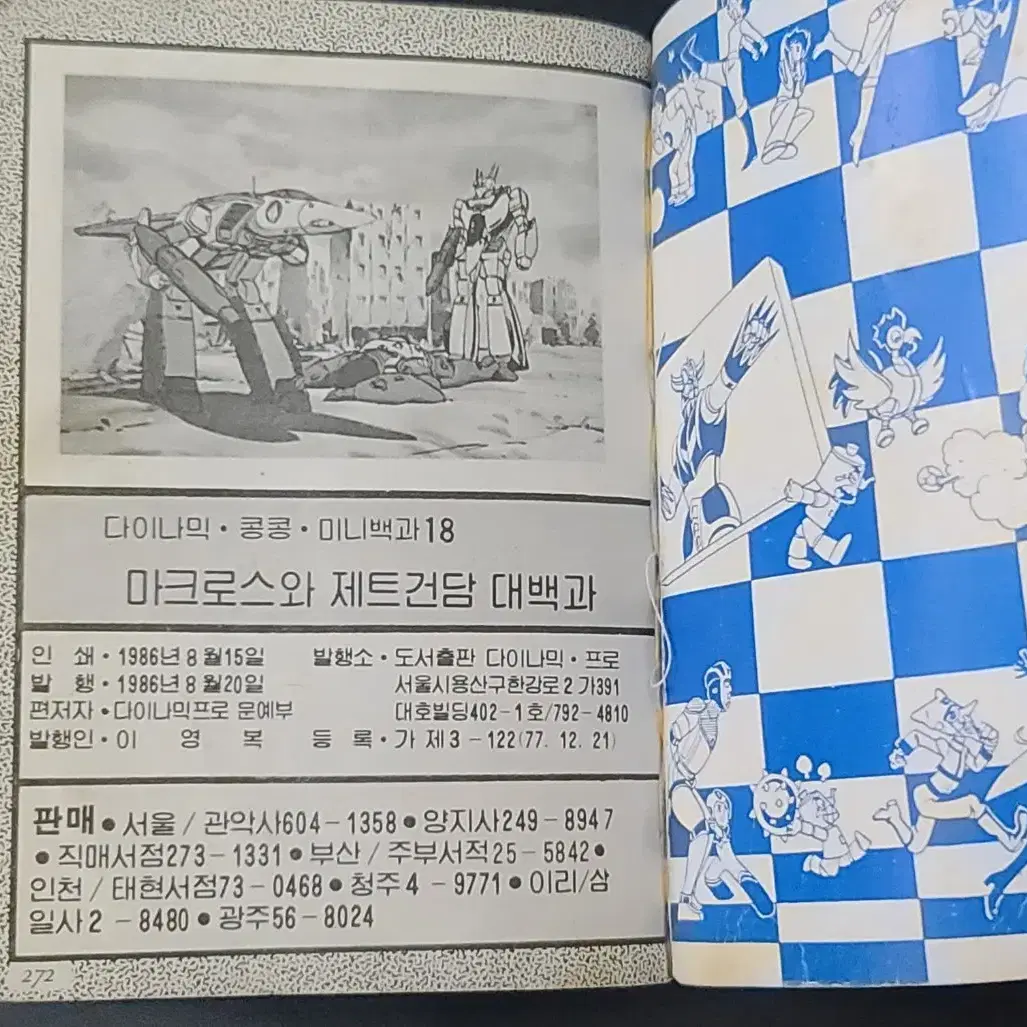 다이나믹·콩콩·미니백과18
마크로스와 제트건담 대백과
인 쇄·1986년 8월15일 발행소·도서출판 다이나믹·프로
발 행·1986년 8월20일 서울시용산구한강로2가391
편저자·다이나믹프로 문예부 대호빌딩402-1호/792-4810
발행인·이 영 복 등 록·가 제3-122(77. 12. 21)
판매●서울/관악사604-1358●양지사249-8947
●직매서점273-1331●부산/주부서적25-5842●
인천/태현서점73-0468●청주4-9771●이리/삼
일사2-8480●광주56-8024
272